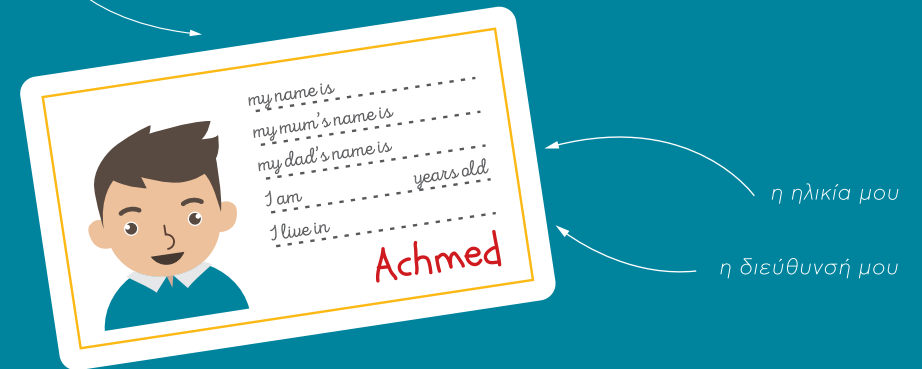 my name is
my mum's name is
my dad's name is
I am years old
I live in
Achmed
η ηλικία μου
η διεύθυνσή μου